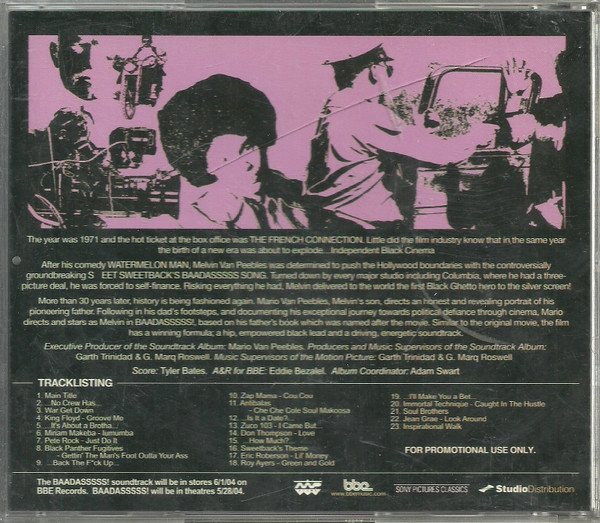 The year was 1971 and the hot ticket at the box office was THE FRENCH CONNECTION. Little did the film industry know that in the same year
the birth of a new era was about to explode...Independent Black Cinema
After his comedy WATERMELON MAN, Melvin Van Peebles was determined to push the Hollywood boundaries with the controversially
groundbreaking S EET SWEETBACK'S BAADASSSSS SONG. Turned down by every major studio including Columbia, where he had a three-
picture deal, he was forced to self-finance. Risking everything he had, Melvin delivered to the world the first Black Ghetto hero to the silver screen!
More than 30 years later, history is being fashioned again. Mario Van Peebles, Melvin's son, directs an honest and revealing portrait of his
pioneering father. Following in his dad's footsteps, and documenting his exceptional journey towards political defiance through cinema, Mario
directs and stars as Melvin in BAADASSSSS!, based on his father's book which was named after the movie. Similar to the original movie, the film
has a winning formula; a hip, empowered black lead and a driving, energetic soundtrack.
Executive Producer of the Soundtrack Album: Mario Van Peebles. Producers and Music Supervisors of the Soundtrack Album:
Garth Trinidad & G. Marq Roswell. Music Supervisors of the Motion Picture: Garth Trinidad & G. Marq Roswell
Score: Tyler Bates. A&R for BBE: Eddie Bezalel. Album Coordinator: Adam Swart
TRACKLISTING
1. Main Title
2. ...No Crew Has...
3. War Get Down
4. King Floyd - Groove Me
5. ...It's About a Brotha...
6. Miriam Makeba - Iumumba
7. Pete Rock - Just Do It
8. Black Panther Fugitives
- Gettin' The Man's Foot Outta Your Ass
9. ...Back The F*ck Up...
10. Zap Mama - Cou Cou
11. Antibalas
- Che Che Cole Soul Makoosa
12. ...Is It a Date?...
13. Zuco 103 - I Came But...
14. Don Thompson - Love
15. ... How Much?...
16. Sweetback's Theme
17. Eric Roberson - Lil' Money
18. Roy Ayers - Green and Gold
19. ...I'll Make You a Bet...
20. Immortal Technique - Caught In The Hustle
21. Soul Brothers
22. Jean Grae - Look Around
23. Inspirational Walk
FOR PROMOTIONAL USE ONLY.
The BAADASSSSS! soundtrack will be in stores 6/1/04 on
BBE Records. BAADASSSSS! will be in theatres 5/28/04.
bbe
www.bbemusic.com
SONY PICTURES CLASSICS
StudioDistribution